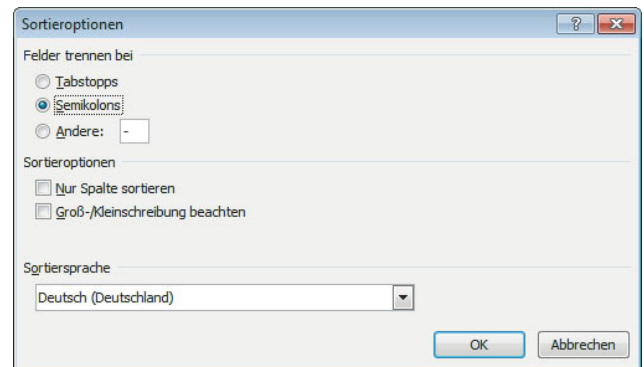 Sortieroptionen
Felder trennen bei
Tabstopps
Semikolons
Andere: -
Sortieroptionen
Nur Spalte sortieren
Groß-/Kleinschreibung beachten
Sortiersprache
Deutsch (Deutschland)
OK Abbrechen